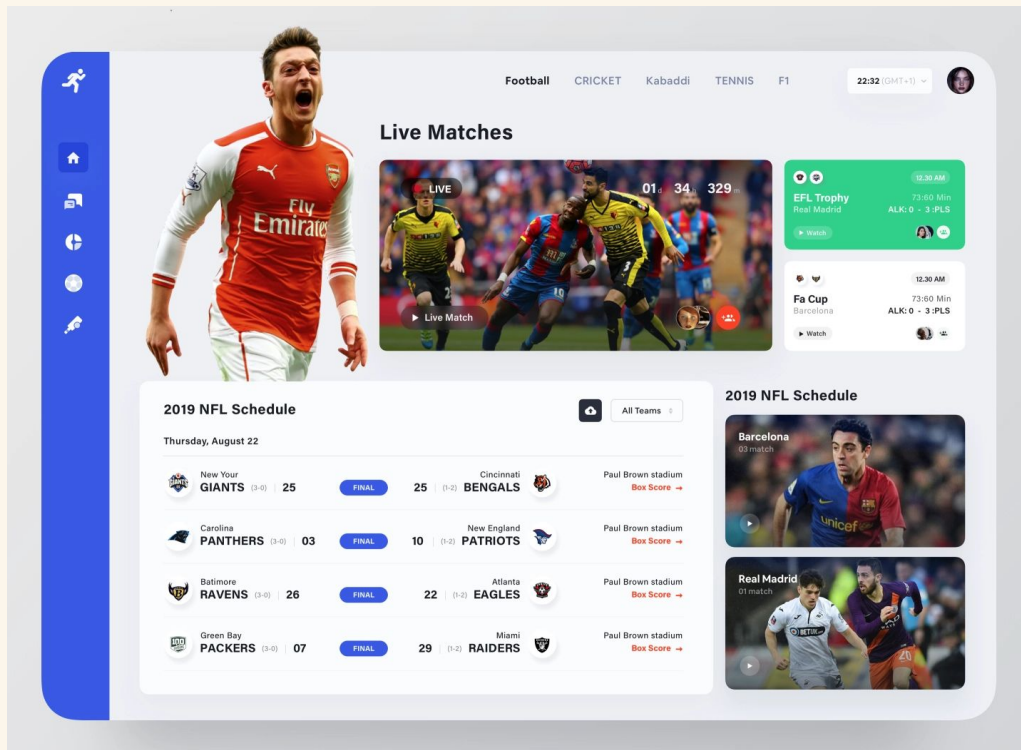 Football CRICKET Kabaddi TENNIS F1
22:32 (GMT+1)
Live Matches
Fly
Emirates
LIVE
01d 34h 329m
Live Match
12.30 AM
EFL Trophy 73:60 Min
Real Madrid ALK: 0 - 3 :PLS
Watch
12.30 AM
Fa Cup 73:60 Min
Barcelona ALK: 0 - 3 :PLS
Watch
2019 NFL Schedule
All Teams
Thursday, August 22
New Your Cincinnati Paul Brown stadium
GIANTS (3-0) 25 FINAL 25 (1-2) BENGALS Box Score →
Carolina New England Paul Brown stadium
PANTHERS (3-0) 03 FINAL 10 (1-2) PATRIOTS Box Score →
Batimore Atlanta Paul Brown stadium
RAVENS (3-0) 26 FINAL 22 (1-2) EAGLES Box Score →
Green Bay Miami Paul Brown stadium
PACKERS (3-0) 07 FINAL 29 (1-2) RAIDERS Box Score →
2019 NFL Schedule
Barcelona
03 match
unicef
Real Madrid
01 match